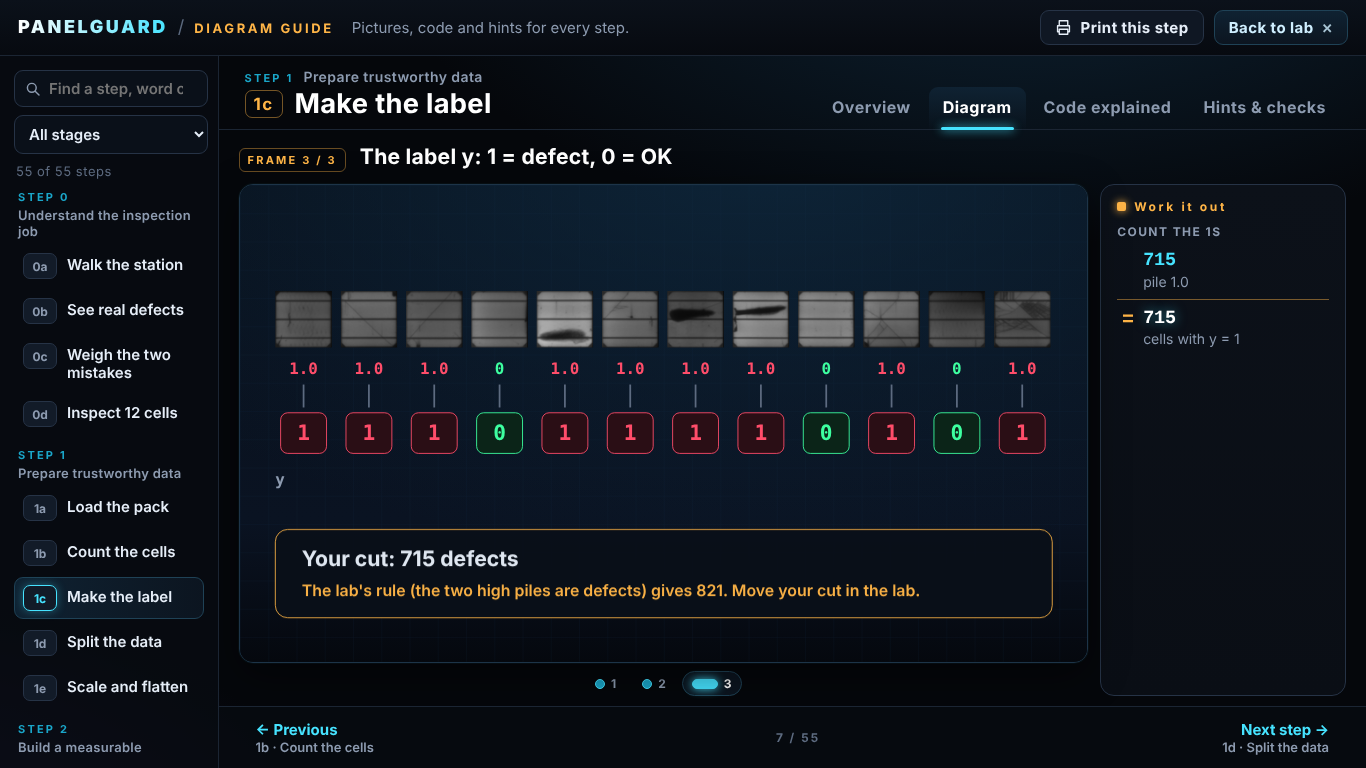 PANELGUARD / DIAGRAM GUIDE Pictures, code and hints for every step.
Print this step
Back to lab ×
Find a step, word c
All stages
55 of 55 steps
STEP 0
Understand the inspection
job
0a Walk the station
0b See real defects
0c Weigh the two
mistakes
0d Inspect 12 cells
STEP 1
Prepare trustworthy data
1a Load the pack
1b Count the cells
1c Make the label
1d Split the data
1e Scale and flatten
STEP 2
Build a measurable
STEP 1 Prepare trustworthy data
1c Make the label
Overview Diagram Code explained Hints & checks
FRAME 3 / 3 The label y: 1 = defect, 0 = OK
1.0 1.0 1.0 0 1.0 1.0 1.0 1.0 0 1.0 0 1.0
1 1 1 0 1 1 1 1 0 1 0 1
y
Your cut: 715 defects
The lab's rule (the two high piles are defects) gives 821. Move your cut in the lab.
1 2 3
Work it out
COUNT THE 1S
715
pile 1.0
= 715
cells with y = 1
← Previous
1b · Count the cells
7 / 55
Next step →
1d · Split the data